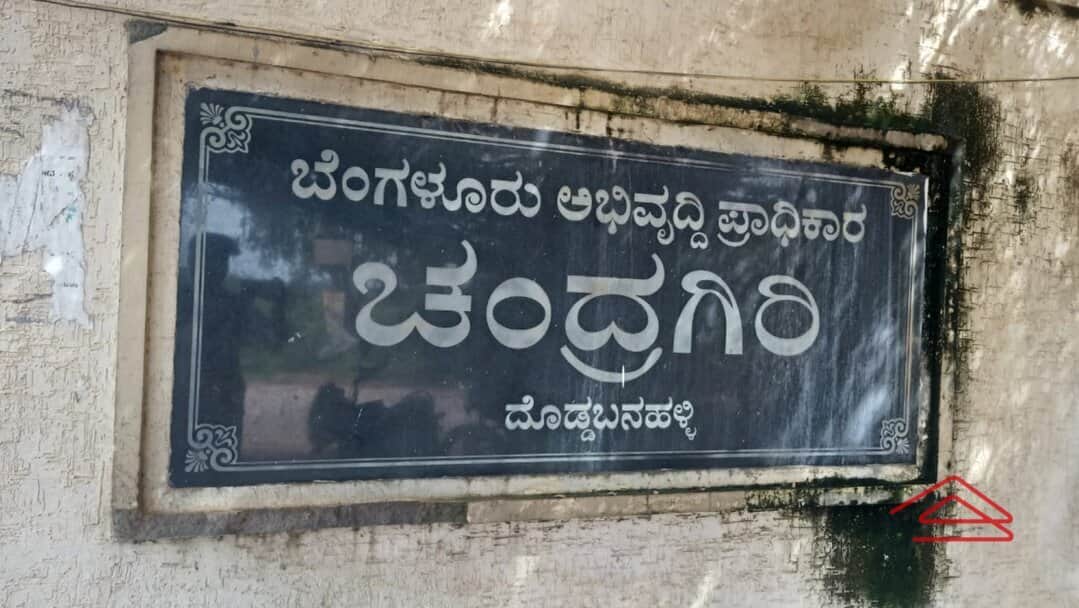 ಬೆಂಗಳೂರು ಅಭಿವೃದ್ದಿ ಪ್ರಾಧಿಕಾರ
ಚಂದ್ರಗಿರಿ
ದೊಡ್ಡಬನಹಳ್ಳಿ